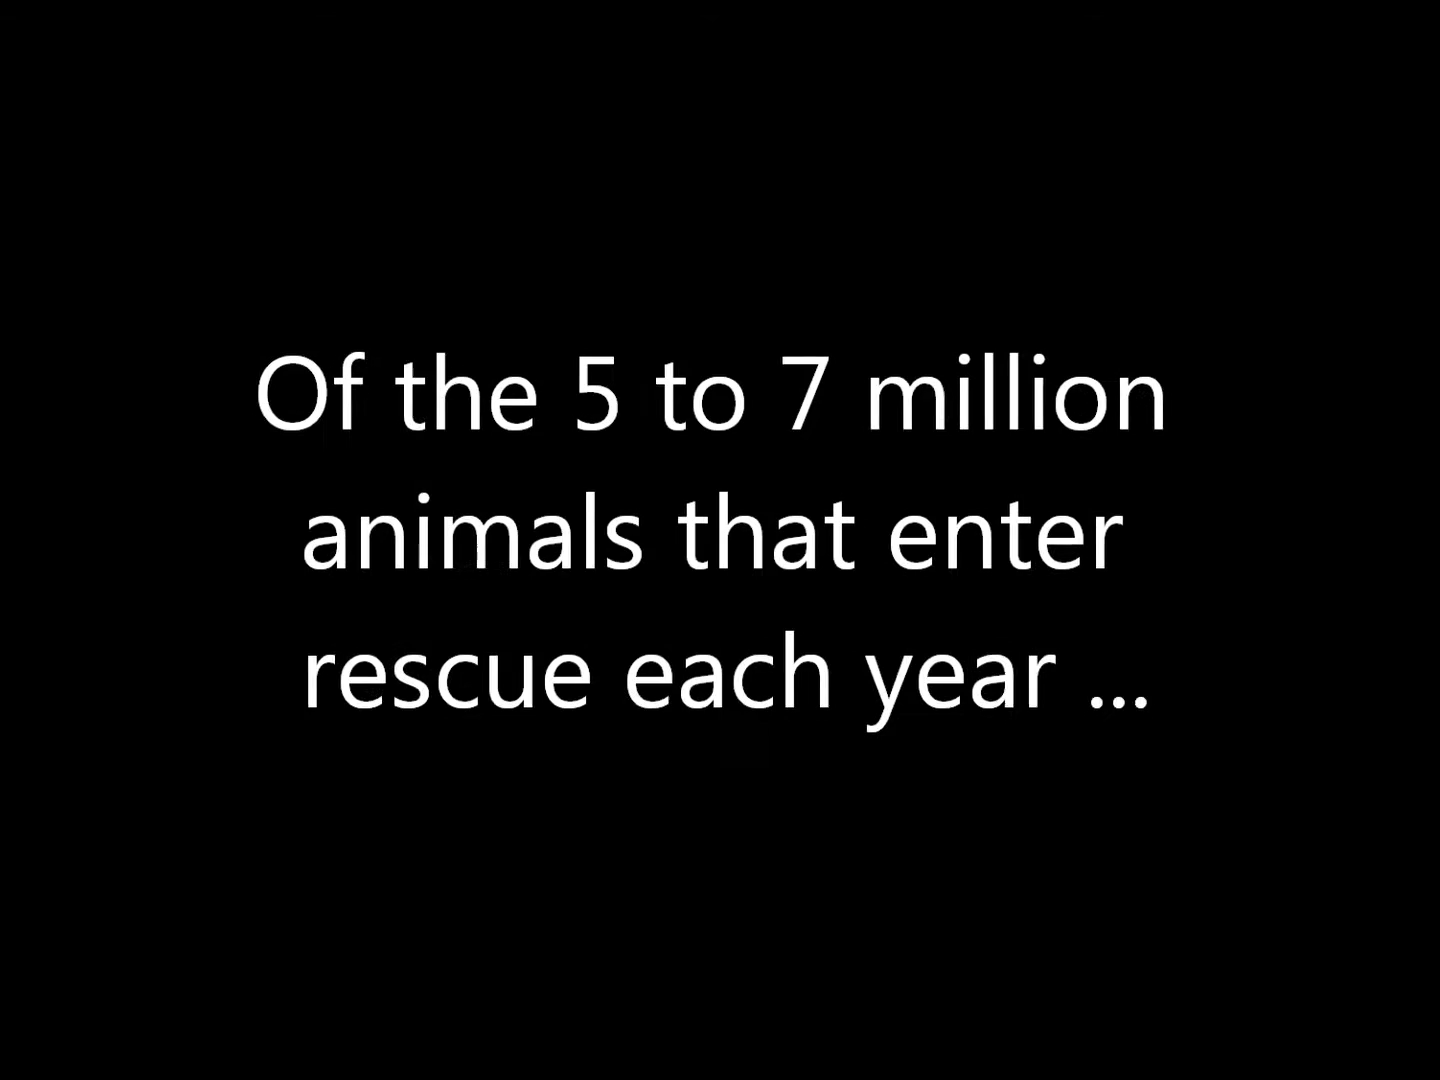 Of the 5 to 7 million
animals that enter
rescue each year ...